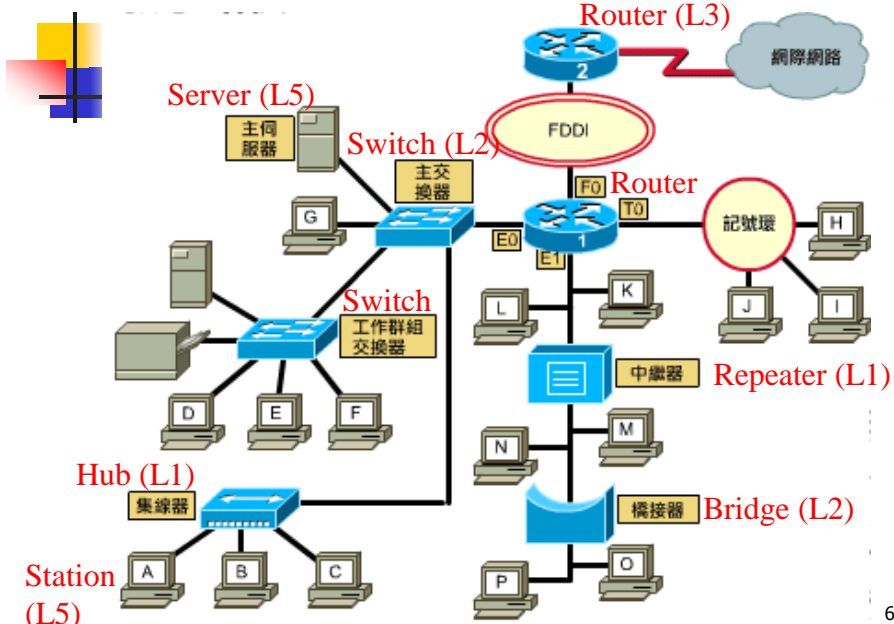 Router (L3)
2
網際網路
Server (L5)
主伺
服器
FDDI
Switch (L2)
主交
換器
F0
Router
T0
G
E0
1
E1
記號環
H
J
I
Switch
工作群組
交換器
L
K
中繼器
Repeater (L1)
D
E
F
N
M
Hub (L1)
集線器
橋接器
Bridge (L2)
Station
(L5)
A
B
C
P
O
6